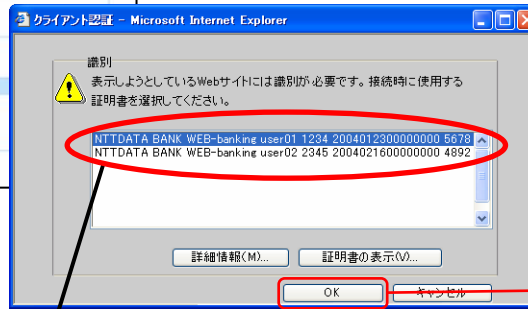 クライアント認証 - Microsoft Internet Explorer
識別
表示しようとしているWebサイトには識別が必要です。接続時に使用する
証明書を選択してください。
NTTDATA BANK WEB-banking user01 1234 2004012300000000 5678
NTTDATA BANK WEB-banking user02 2345 2004021600000000 4892
詳細情報(M)... 証明書の表示(V)...
OK キャンセル